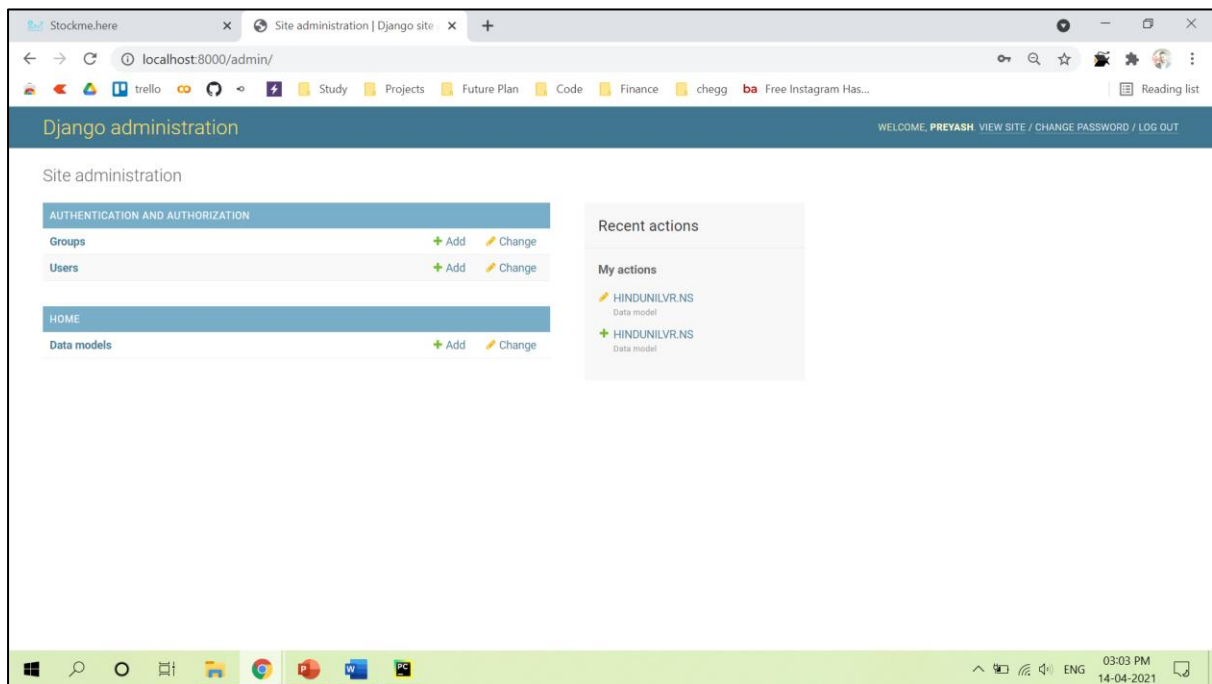 Stockme.here
Site administration | Django site
localhost:8000/admin/
trello Study Projects Future Plan Code Finance chegg ba Free Instagram Has... Reading list
Django administration
WELCOME, PREYASH. VIEW SITE / CHANGE PASSWORD / LOG OUT
Site administration
AUTHENTICATION AND AUTHORIZATION
Groups + Add Change
Users + Add Change
HOME
Data models + Add Change
Recent actions
My actions
HINDUNILVR.NS
Data model
+ HINDUNILVR.NS
Data model
ENG
03:03 PM
14-04-2021